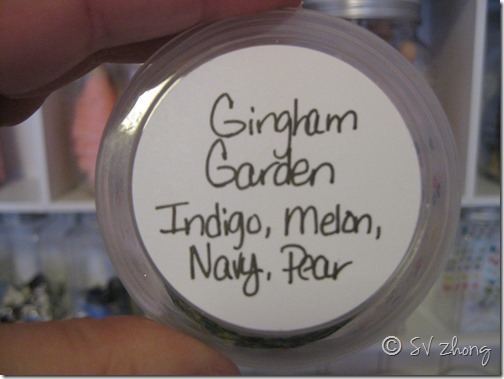 Gingham
Garden
Indigo, Melon,
Navy, Pear
© SV Zhong